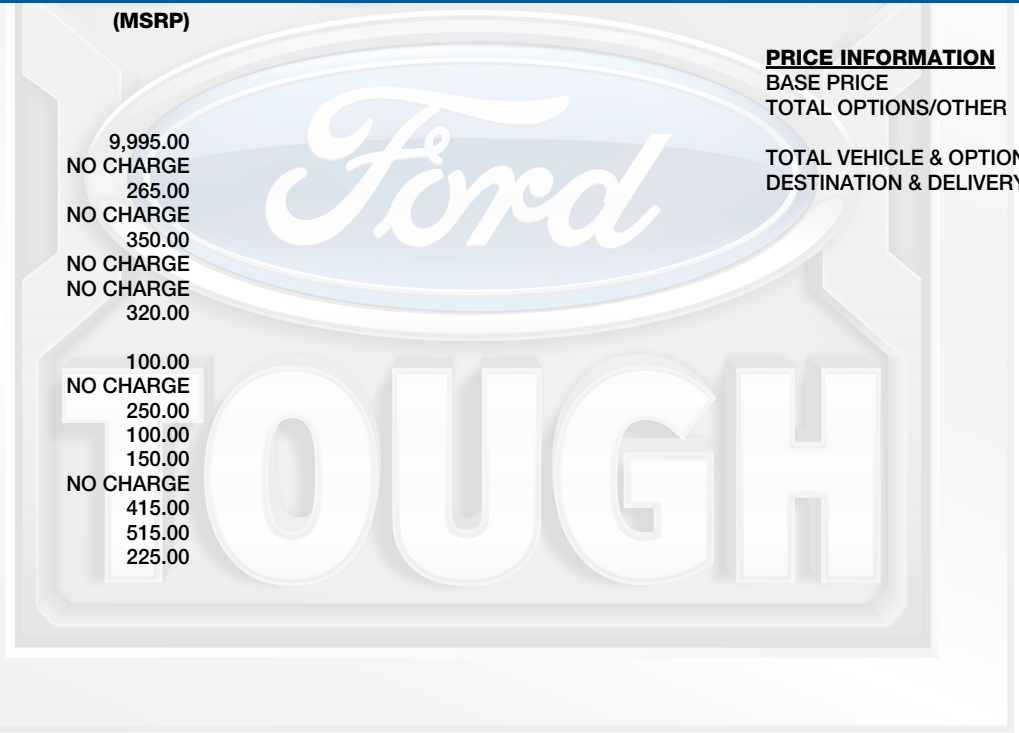 (MSRP)
9,995.00
NO CHARGE
265.00
NO CHARGE
350.00
NO CHARGE
NO CHARGE
320.00
100.00
NO CHARGE
250.00
100.00
150.00
NO CHARGE
415.00
515.00
225.00
PRICE INFORMATION
BASE PRICE
TOTAL OPTIONS/OTHER
TOTAL VEHICLE & OPTION
DESTINATION & DELIVERY
Ford
TOUGH